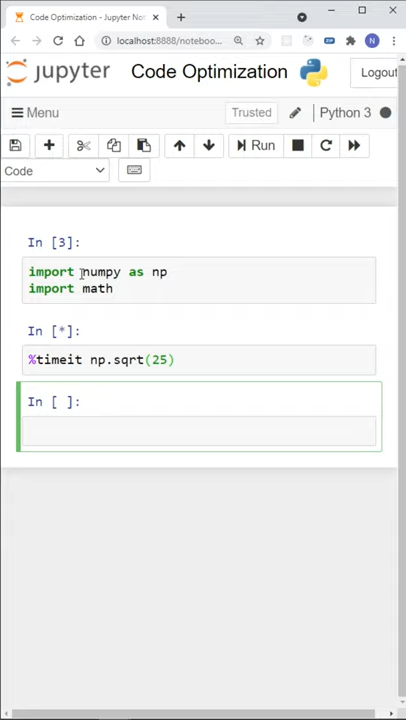 Code Optimization - Jupyter Not
localhost:8888/noteboo...
N
jupyter Code Optimization
Logout
Menu
Trusted
Python 3
Run
Code
In [3]:
import numpy as np
import math
In [*]:
%timeit np.sqrt(25)
In [ ]: